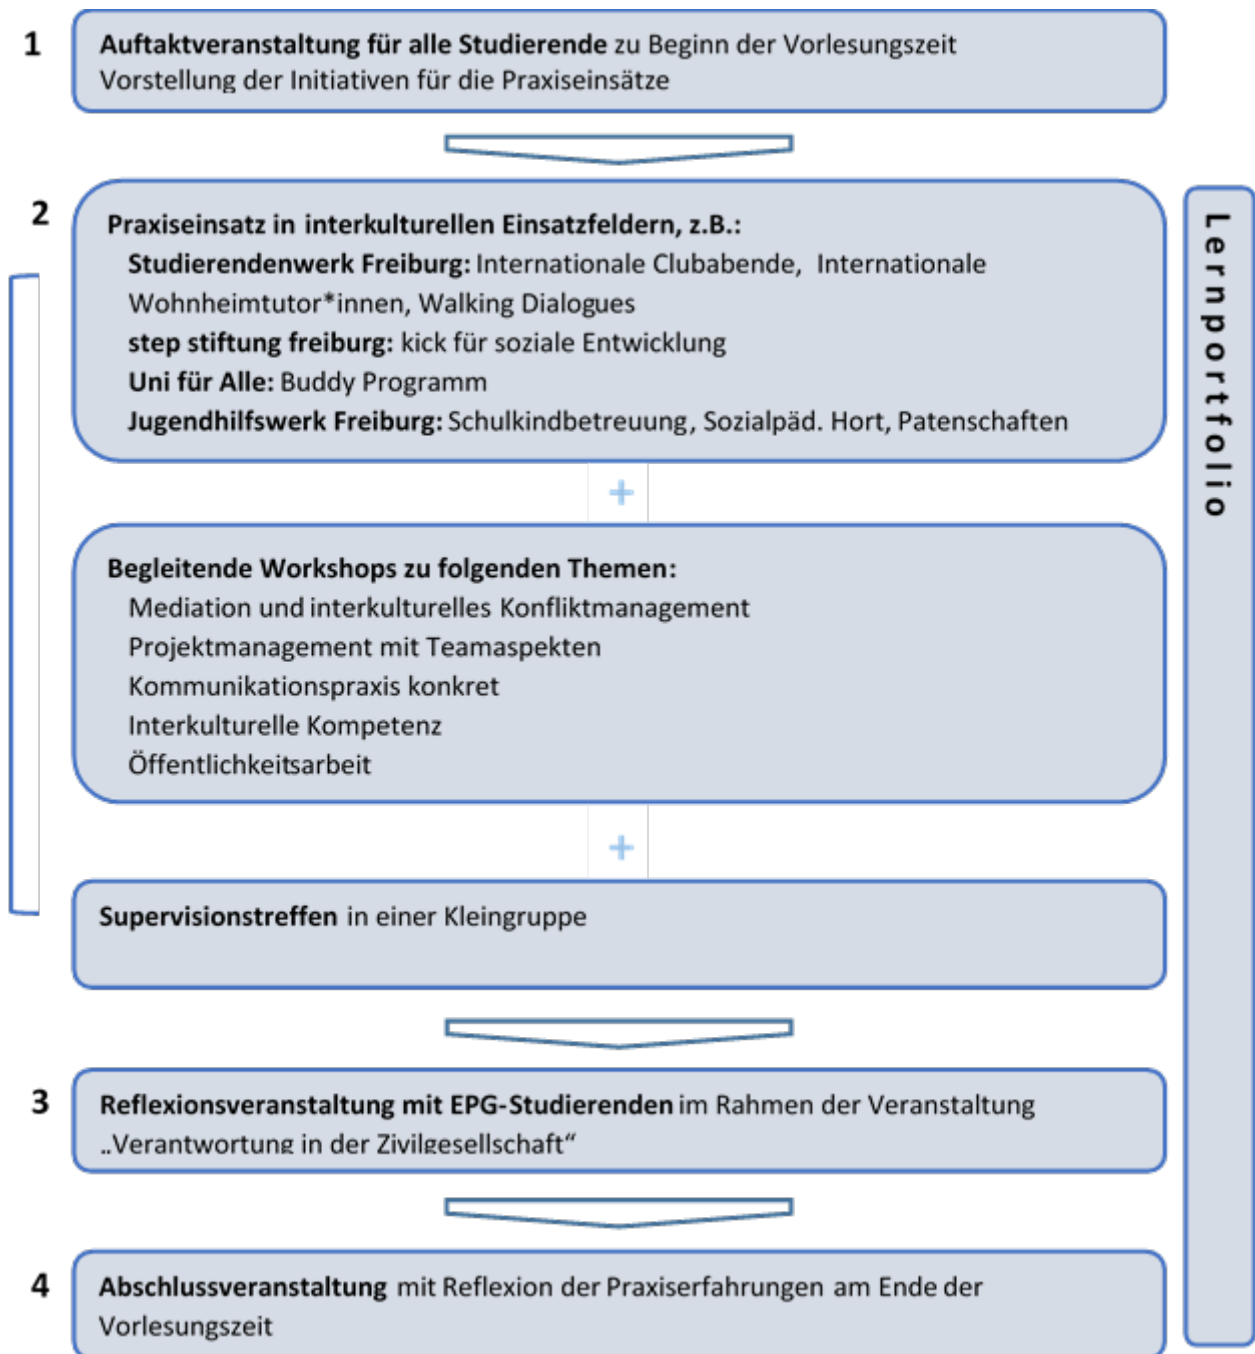 1
Auftaktveranstaltung für alle Studierende zu Beginn der Vorlesungszeit
Vorstellung der Initiativen für die Praxiseinsätze
2
Praxiseinsatz in interkulturellen Einsatzfeldern, z.B.:
Studierendenwerk Freiburg: Internationale Clubabende, Internationale
Wohnheimtutor*innen, Walking Dialogues
step stiftung freiburg: kick für soziale Entwicklung
Uni für Alle: Buddy Programm
Jugendhilfswerk Freiburg: Schulkindbetreuung, Sozialpäd. Hort, Patenschaften
+
Begleitende Workshops zu folgenden Themen:
Mediation und interkulturelles Konfliktmanagement
Projektmanagement mit Teamaspekten
Kommunikationspraxis konkret
Interkulturelle Kompetenz
Öffentlichkeitsarbeit
+
Supervisionstreffen in einer Kleingruppe
3
Reflexionsveranstaltung mit EPG-Studierenden im Rahmen der Veranstaltung
„Verantwortung in der Zivilgesellschaft“
4
Abschlussveranstaltung mit Reflexion der Praxiserfahrungen am Ende der
Vorlesungszeit
Lernportfolio